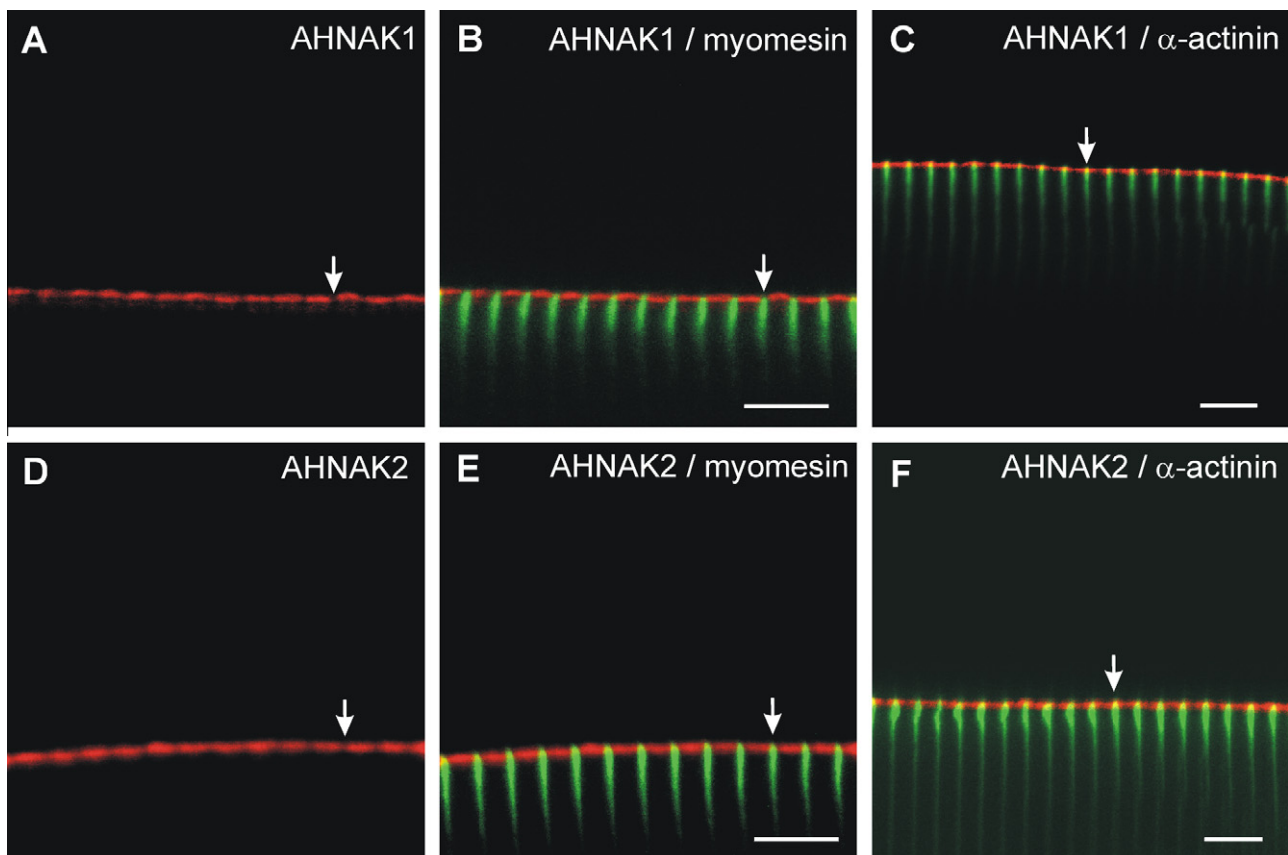 A AHNAK1
B AHNAK1 / myomesin
C AHNAK1 / α-actinin
D AHNAK2
E AHNAK2 / myomesin
F AHNAK2 / α-actinin